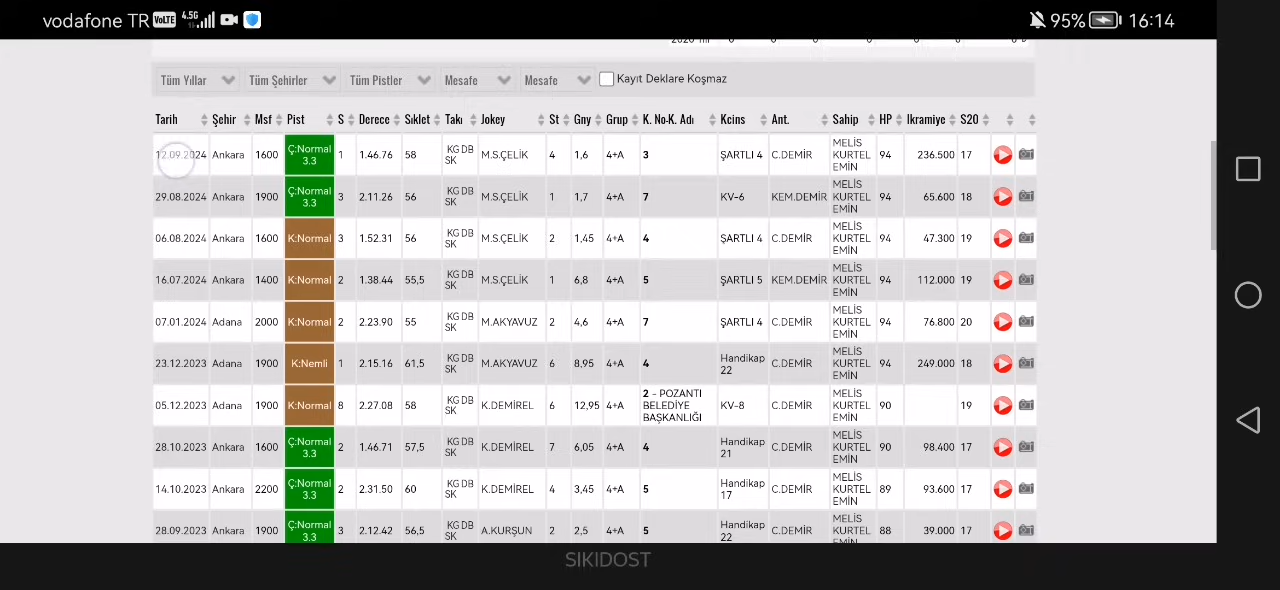 vodafone TR VoLTE 4.5G 95% 16:14
Tüm Yıllar Tüm Şehirler Tüm Pistler Mesafe Mesafe Kayıt Deklare Koşmaz
Tarih Şehir Msf Pist S Derece Sıklet Takı Jokey St Gny Grup K. No-K. Adı Kcins Ant. Sahip HP İkramiye S20
12.09.2024 Ankara 1600 Ç:Normal 3.3 1 1.46.76 58 KG DB SK M.S.ÇELİK 4 1,6 4+A 3 ŞARTLI 4 C.DEMİR MELİS KURTEL EMİN 94 236.500 17
29.08.2024 Ankara 1900 Ç:Normal 3.3 3 2.11.26 56 KG DB SK M.S.ÇELİK 1 1,7 4+A 7 KV-6 KEM.DEMİR MELİS KURTEL EMİN 94 65.600 18
06.08.2024 Ankara 1600 K:Normal 3 1.52.31 56 KG DB SK M.S.ÇELİK 2 1,45 4+A 4 ŞARTLI 4 C.DEMİR MELİS KURTEL EMİN 94 47.300 19
16.07.2024 Ankara 1400 K:Normal 2 1.38.44 55,5 KG DB SK M.S.ÇELİK 1 6,8 4+A 5 ŞARTLI 5 KEM.DEMİR MELİS KURTEL EMİN 94 112.000 19
07.01.2024 Adana 2000 K:Normal 2 2.23.90 55 KG DB SK M.AKYAVUZ 2 4,6 4+A 7 ŞARTLI 4 C.DEMİR MELİS KURTEL EMİN 94 76.800 20
23.12.2023 Adana 1900 K:Nemli 1 2.15.16 61,5 KG DB SK M.AKYAVUZ 6 8,95 4+A 4 Handikap 22 C.DEMİR MELİS KURTEL EMİN 94 249.000 18
05.12.2023 Adana 1900 K:Normal 8 2.27.08 58 KG DB SK K.DEMİREL 6 12,95 4+A 2 - POZANTI BELEDİYE BAŞKANLIĞI KV-8 C.DEMİR MELİS KURTEL EMİN 90 19
28.10.2023 Ankara 1600 Ç:Normal 3.3 2 1.46.71 57,5 KG DB SK K.DEMİREL 7 6,05 4+A 4 Handikap 21 C.DEMİR MELİS KURTEL EMİN 90 98.400 17
14.10.2023 Ankara 2200 Ç:Normal 3.3 2 2.31.50 60 KG DB SK K.DEMİREL 4 3,45 4+A 5 Handikap 17 C.DEMİR MELİS KURTEL EMİN 89 93.600 17
.09.2023 Ankara 1900 Ç:Normal 3.3 3 2.12.42 56,5 KG DB SK A.KURŞUN 2 2,5 4+A 5 Handikap 22 C.DEMİR MELİS KURTEL EMİN 88 39.000 17
SIKIDOST